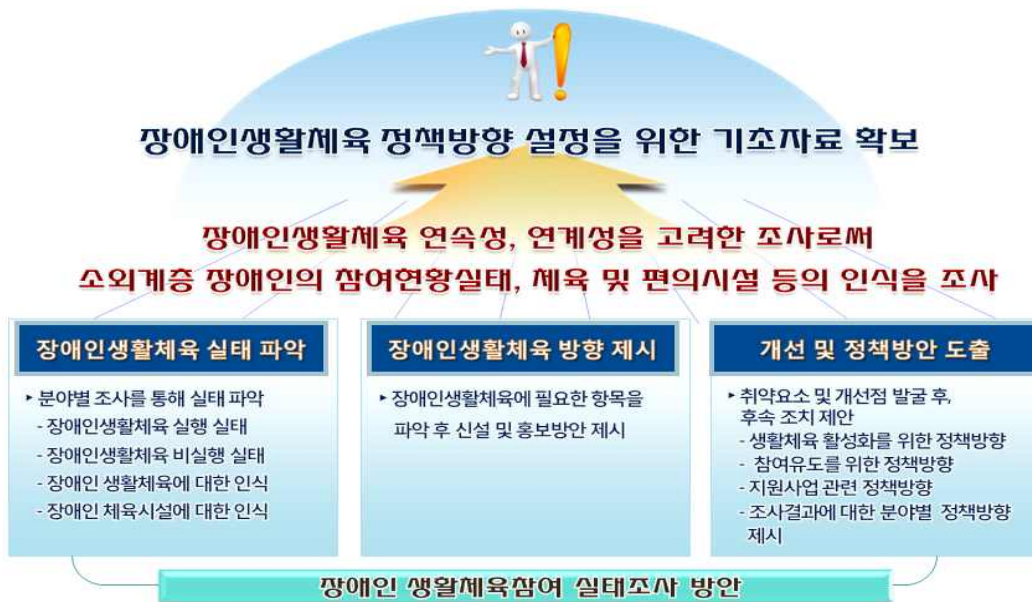 장애인생활체육 정책방향 설정을 위한 기초자료 확보
장애인생활체육 연속성, 연계성을 고려한 조사로써
소외계층 장애인의 참여현황실태, 체육 및 편의시설 등의 인식을 조사
장애인생활체육 실태 파악
▸ 분야별 조사를 통해 실태 파악
- 장애인생활체육 실행 실태
- 장애인생활체육 비실행 실태
- 장애인 생활체육에 대한 인식
- 장애인 체육시설에 대한 인식
장애인생활체육 방향 제시
▸ 장애인생활체육에 필요한 항목을
파악 후 신설 및 홍보방안 제시
개선 및 정책방안 도출
▸ 취약요소 및 개선점 발굴 후,
후속 조치 제안
- 생활체육 활성화를 위한 정책방향
- 참여유도를 위한 정책방향
- 지원사업 관련 정책방향
- 조사결과에 대한 분야별 정책방향
제시
장애인 생활체육참여 실태조사 방안